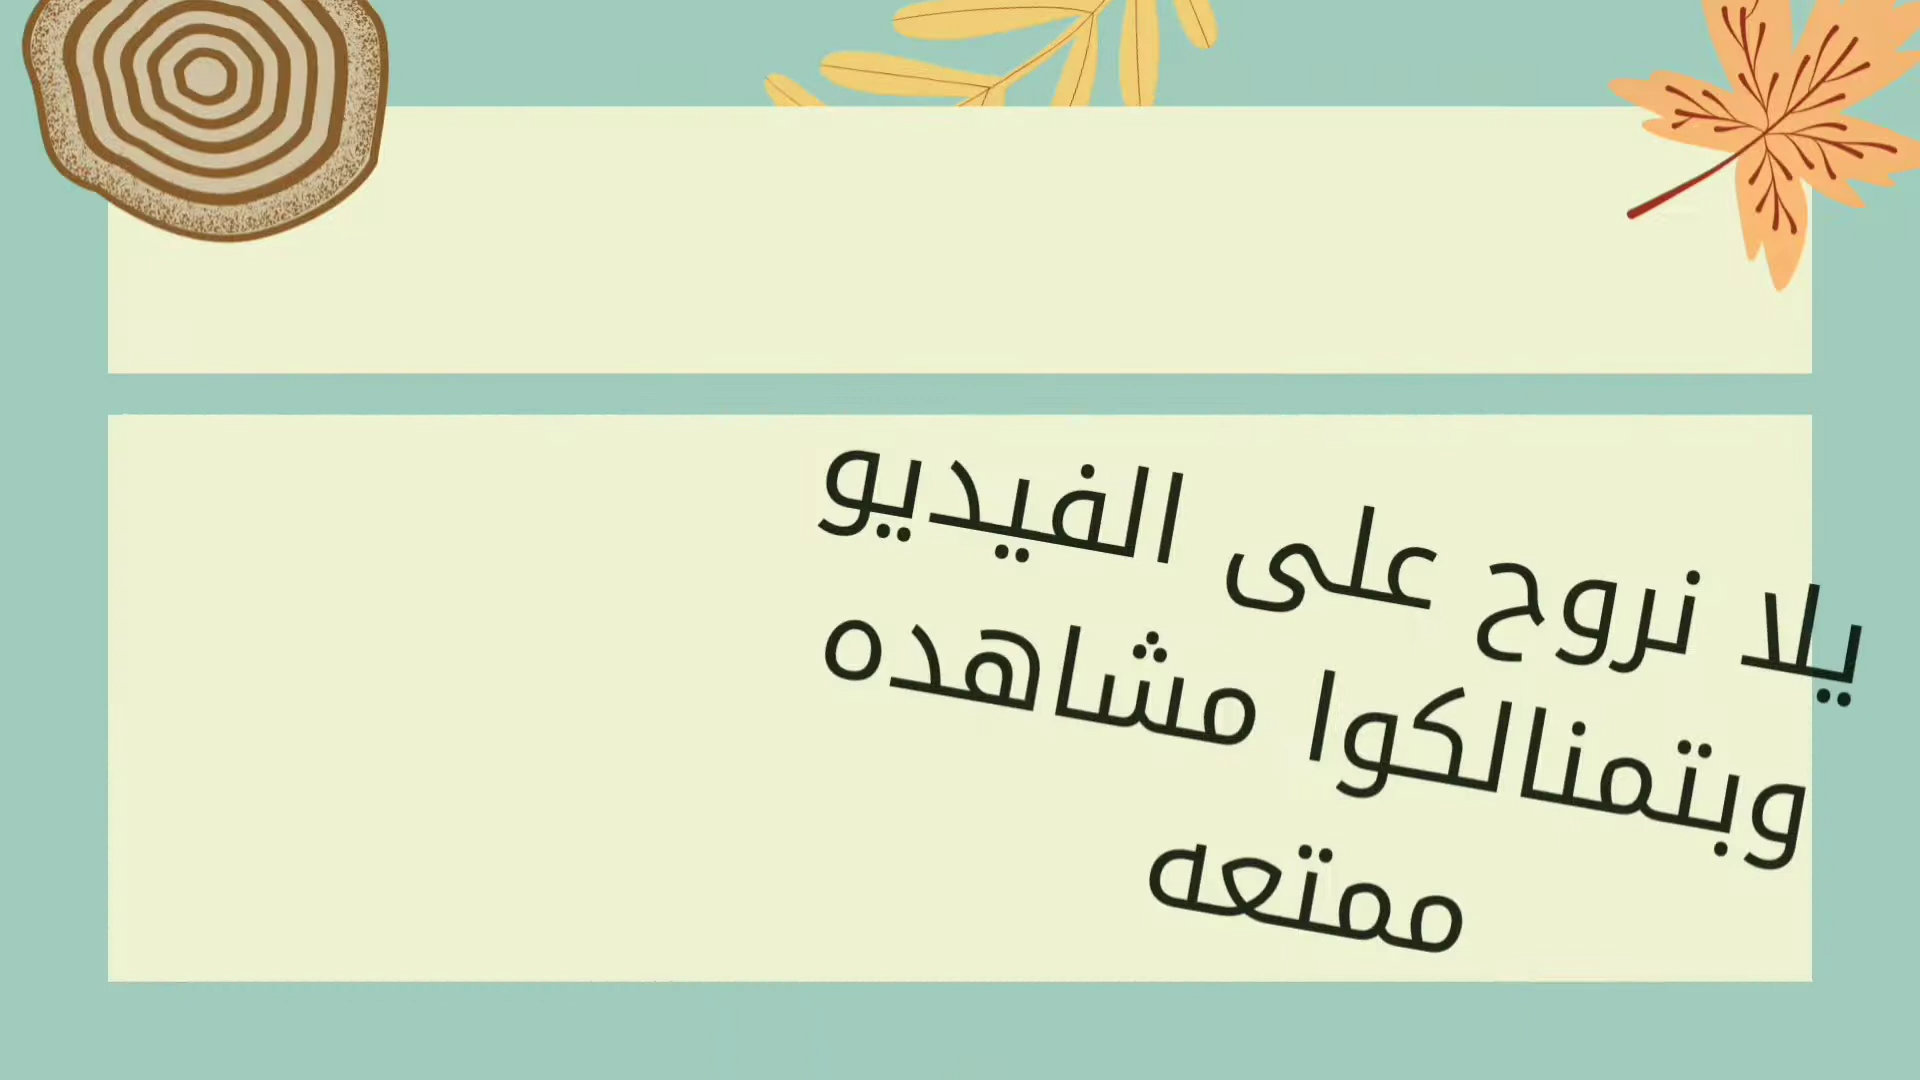 يلا نروح على الفيديو
وبتمنالكوا مشاهده
ممتعه